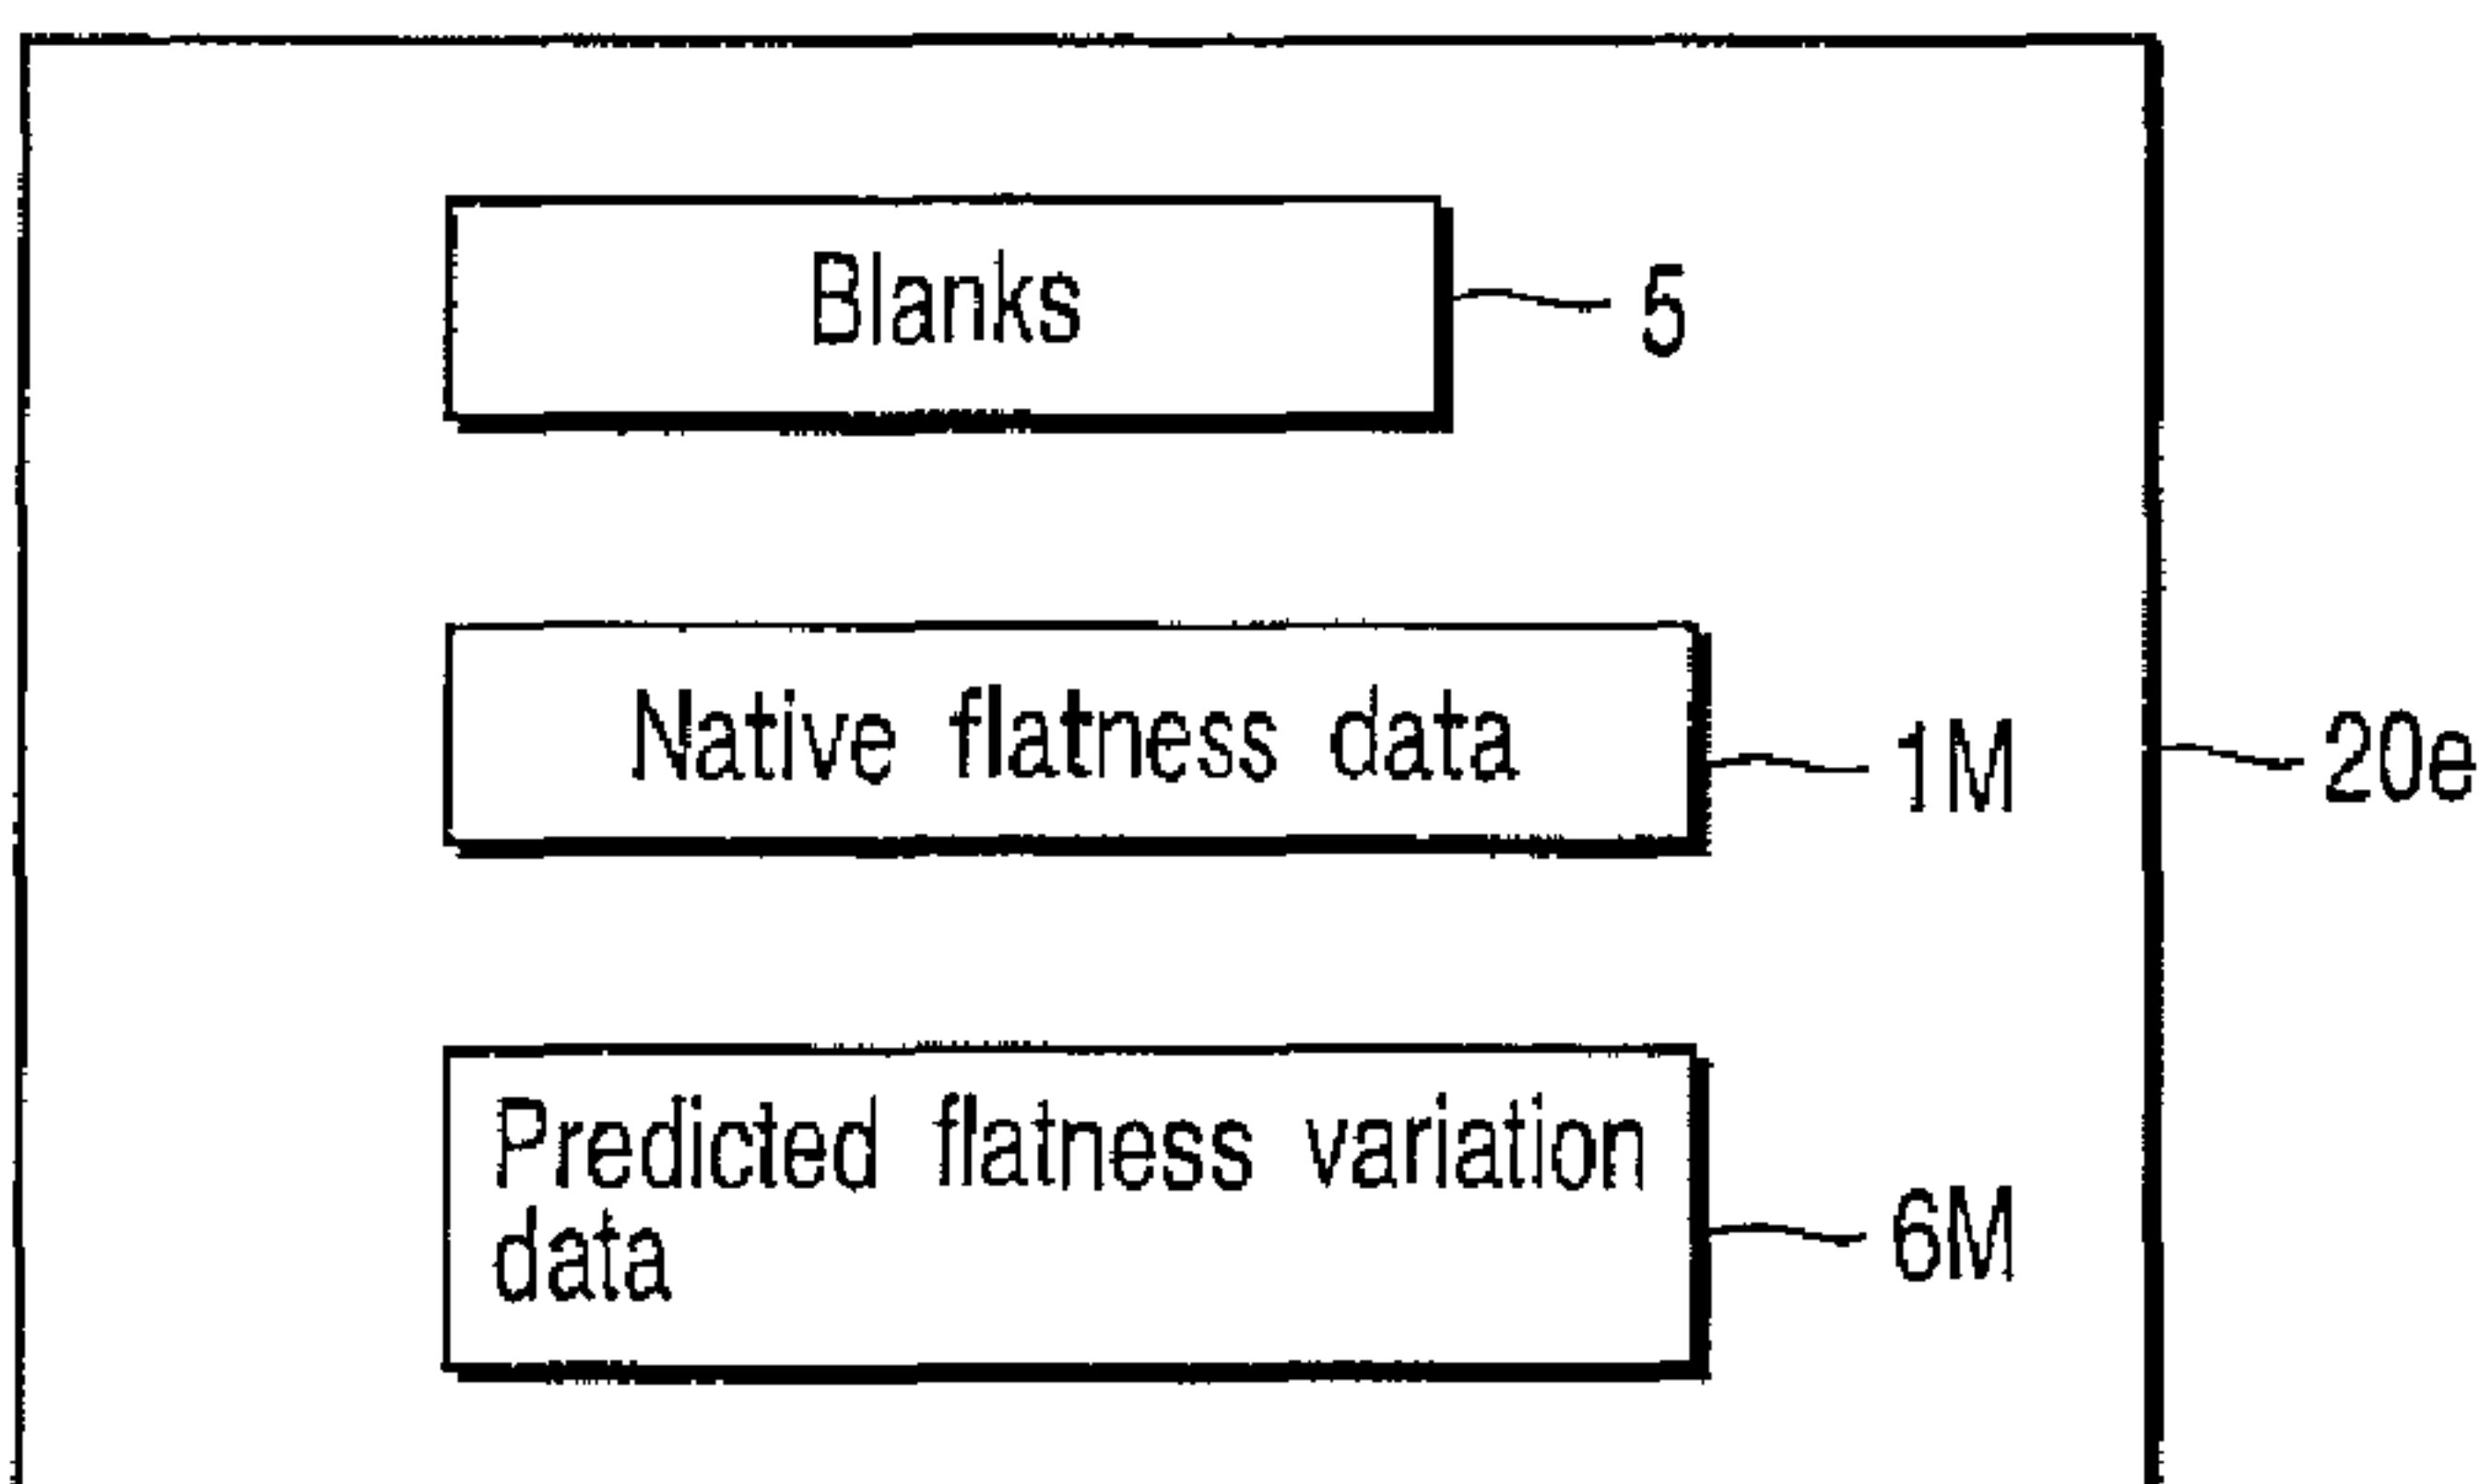 Blanks
5
Native flatness data
1M
20e
Predicted flatness variation
data
6M